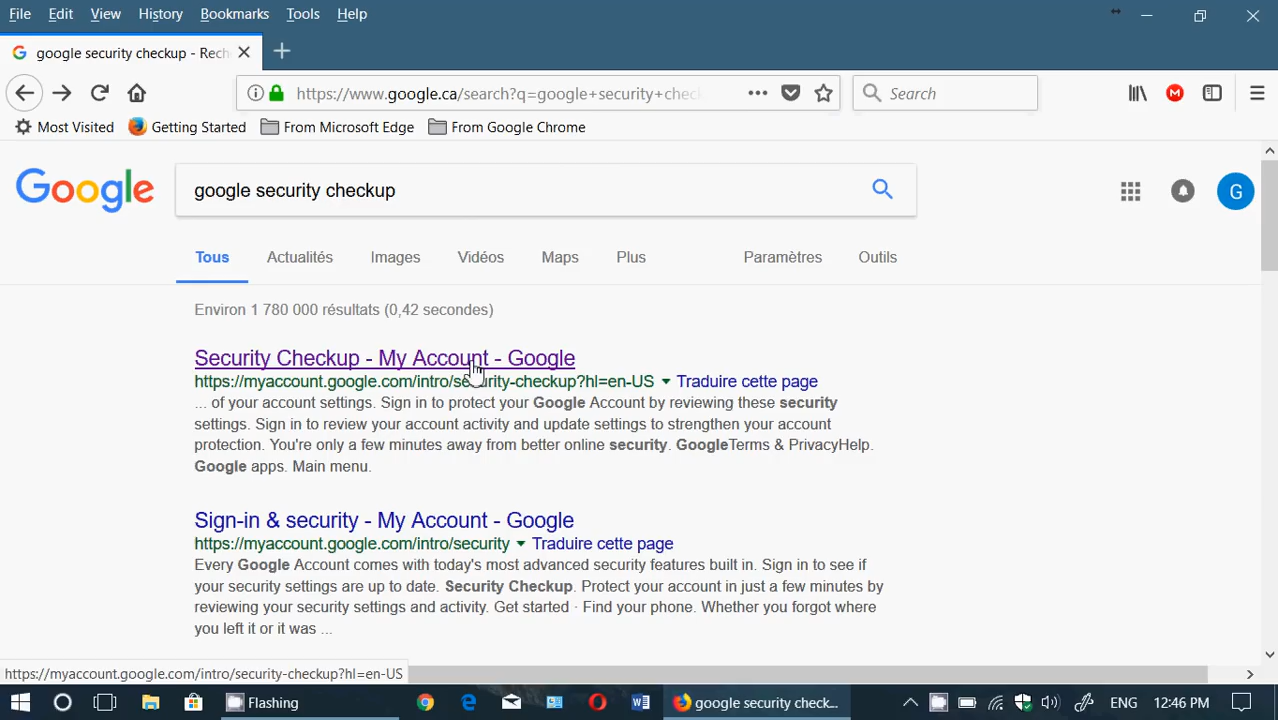 File Edit View History Bookmarks Tools Help
google security checkup - Rech
https://www.google.ca/search?q=google+security+chec
Search
Most Visited Getting Started From Microsoft Edge From Google Chrome
Google
google security checkup
G
Tous Actualités Images Vidéos Maps Plus Paramètres Outils
Environ 1 780 000 résultats (0,42 secondes)
Security Checkup - My Account - Google
https://myaccount.google.com/intro/security-checkup?hl=en-US Traduire cette page
... of your account settings. Sign in to protect your Google Account by reviewing these security
settings. Sign in to review your account activity and update settings to strengthen your account
protection. You're only a few minutes away from better online security. GoogleTerms & PrivacyHelp.
Google apps. Main menu.
Sign-in & security - My Account - Google
https://myaccount.google.com/intro/security Traduire cette page
Every Google Account comes with today's most advanced security features built in. Sign in to see if
your security settings are up to date. Security Checkup. Protect your account in just a few minutes by
reviewing your security settings and activity. Get started · Find your phone. Whether you forgot where
you left it or it was ...
https://myaccount.google.com/intro/security-checkup?hl=en-US
Flashing google security check... ENG 12:46 PM